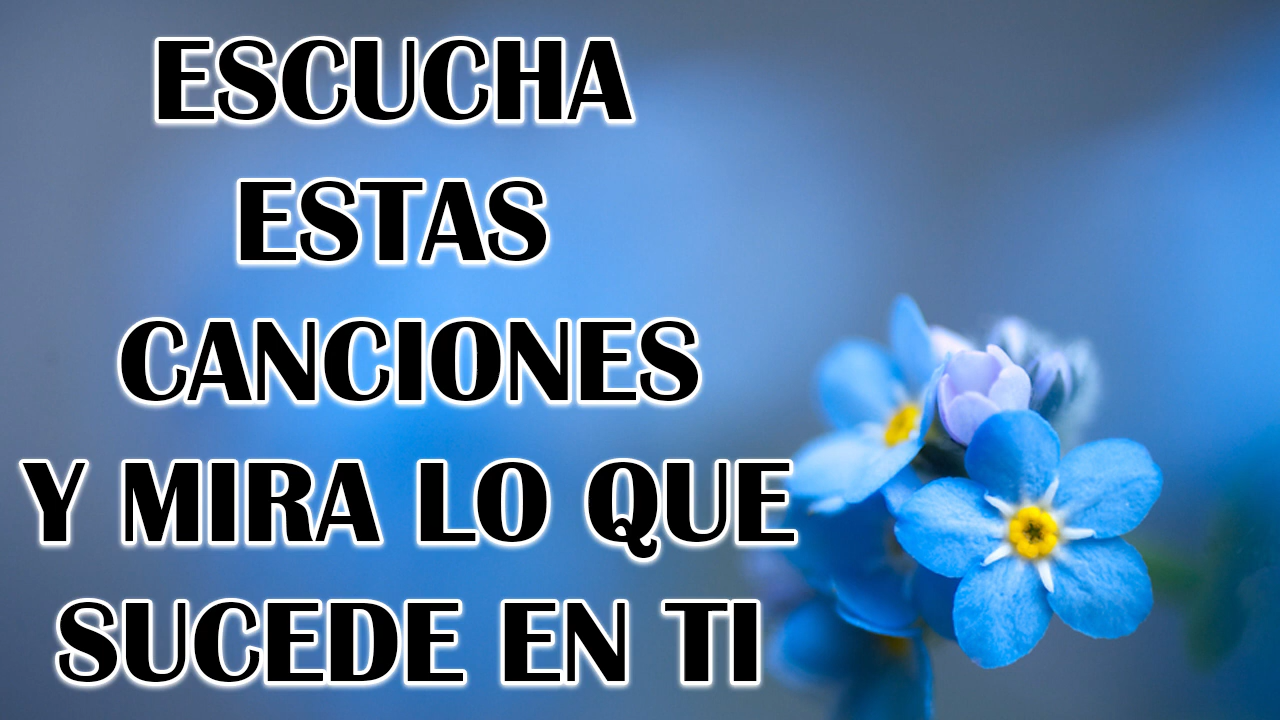 ESCUCHA
ESTAS
CANCIONES
Y MIRA LO QUE
SUCEDE EN TI